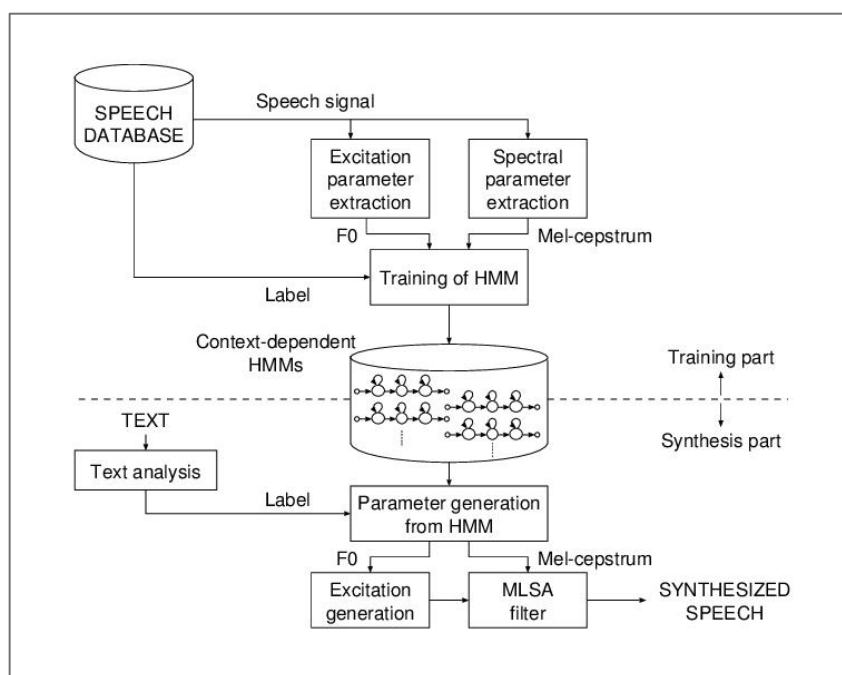 SPEECH
DATABASE
Speech signal
Excitation
parameter
extraction
Spectral
parameter
extraction
F0
Mel-cepstrum
Training of HMM
Label
Context-dependent
HMMs
Training part
Synthesis part
TEXT
Text analysis
Label
Parameter generation
from HMM
F0
Mel-cepstrum
Excitation
generation
MLSA
filter
SYNTHESIZED
SPEECH